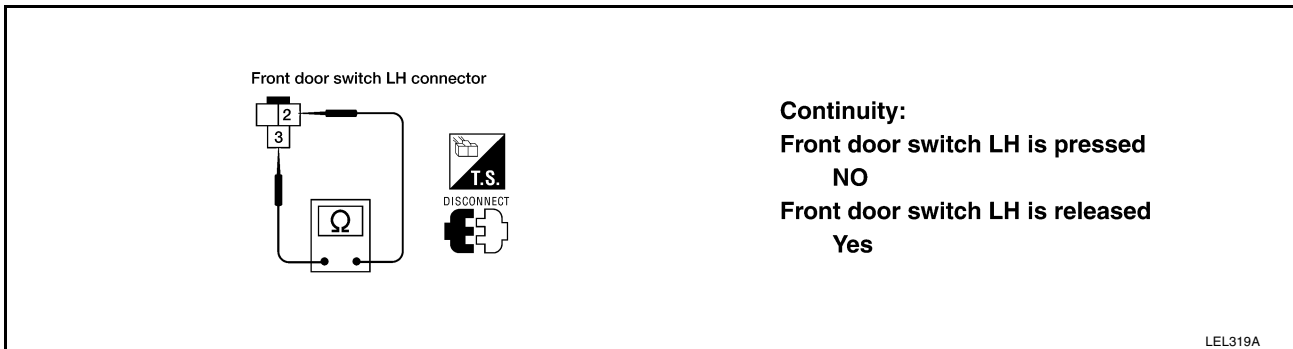 Front door switch LH connector
2
3
Ω
T.S.
DISCONNECT
Continuity:
Front door switch LH is pressed
NO
Front door switch LH is released
Yes
LEL319A